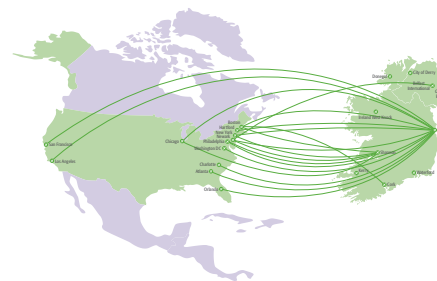 City of Derry
Donegal
Belfast
International
Ireland West Knock
Boston
Hartford
New York
Newark
Philadelphia
Washington DC
Chicago
San Francisco
Los Angeles
Charlotte
Atlanta
Orlando
Shannon
Kerry
Cork
Waterford